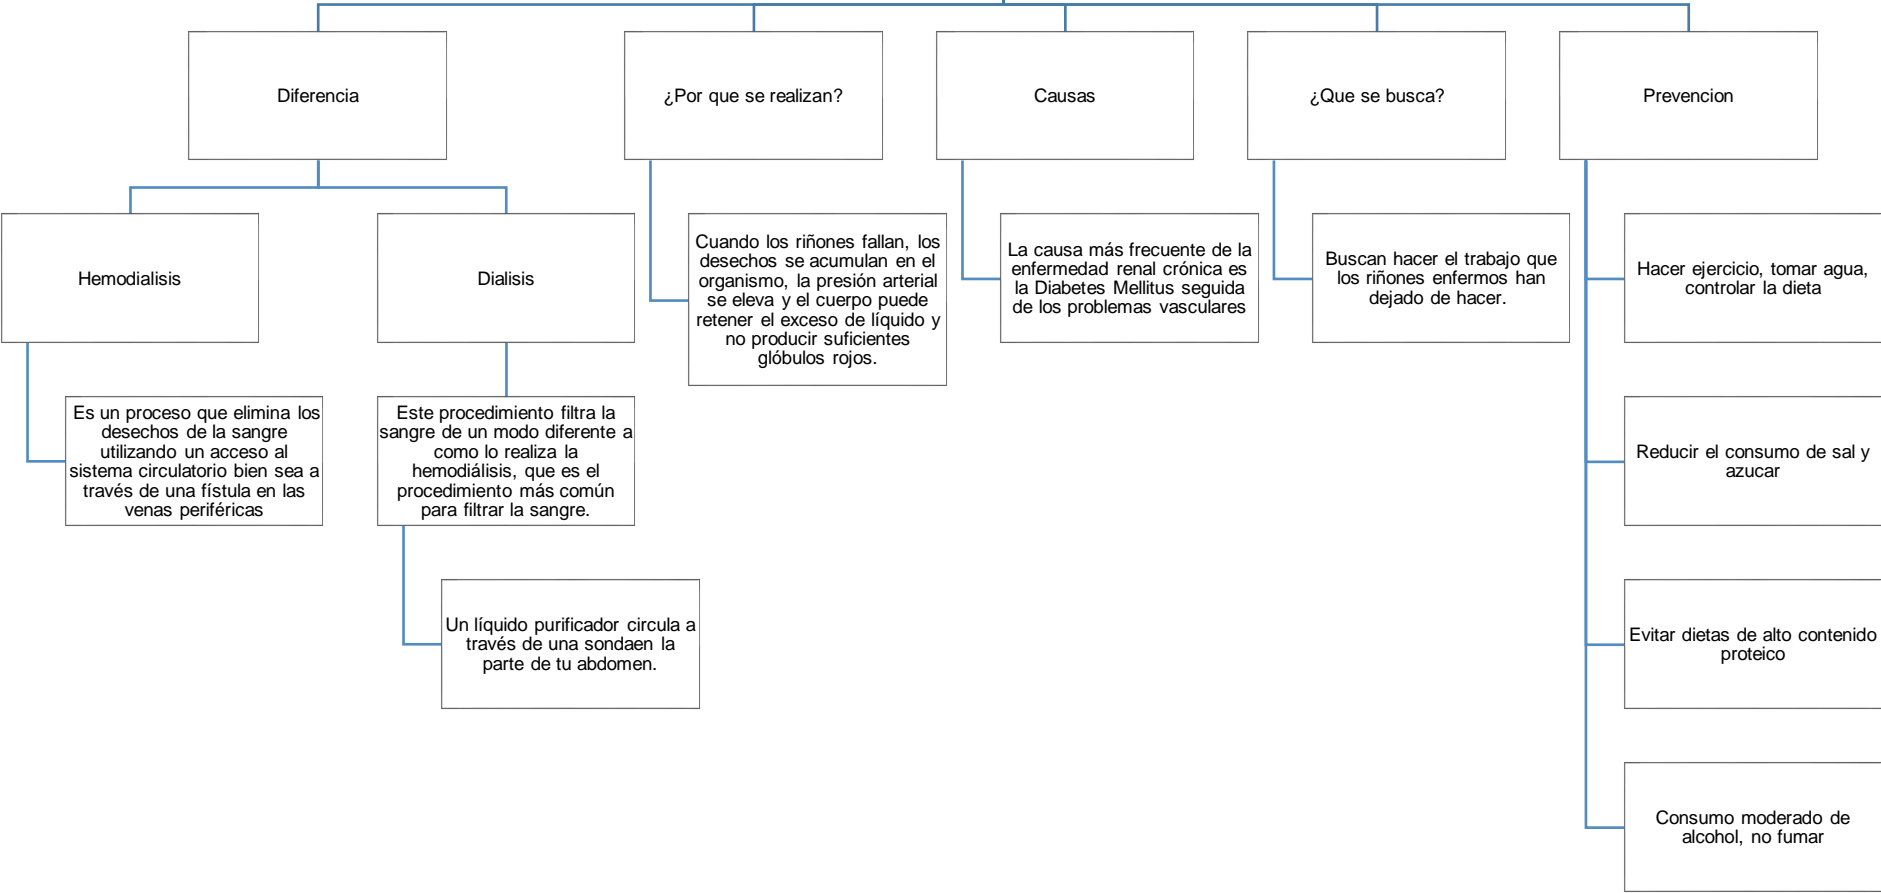 Diferencia
¿Por que se realizan?
Causas
¿Que se busca?
Prevencion
Hemodialisis
Dialisis
Cuando los riñones fallan, los
desechos se acumulan en el
organismo, la presión arterial
se eleva y el cuerpo puede
retener el exceso de líquido y
no producir suficientes
glóbulos rojos.
La causa más frecuente de la
enfermedad renal crónica es
la Diabetes Mellitus seguida
de los problemas vasculares
Buscan hacer el trabajo que
los riñones enfermos han
dejado de hacer.
Hacer ejercicio, tomar agua,
controlar la dieta
Es un proceso que elimina los
desechos de la sangre
utilizando un acceso al
sistema circulatorio bien sea a
través de una fístula en las
venas periféricas
Este procedimiento filtra la
sangre de un modo diferente a
como lo realiza la
hemodiálisis, que es el
procedimiento más común
para filtrar la sangre.
Reducir el consumo de sal y
azucar
Un líquido purificador circula a
través de una sondaen la
parte de tu abdomen.
Evitar dietas de alto contenido
proteico
Consumo moderado de
alcohol, no fumar